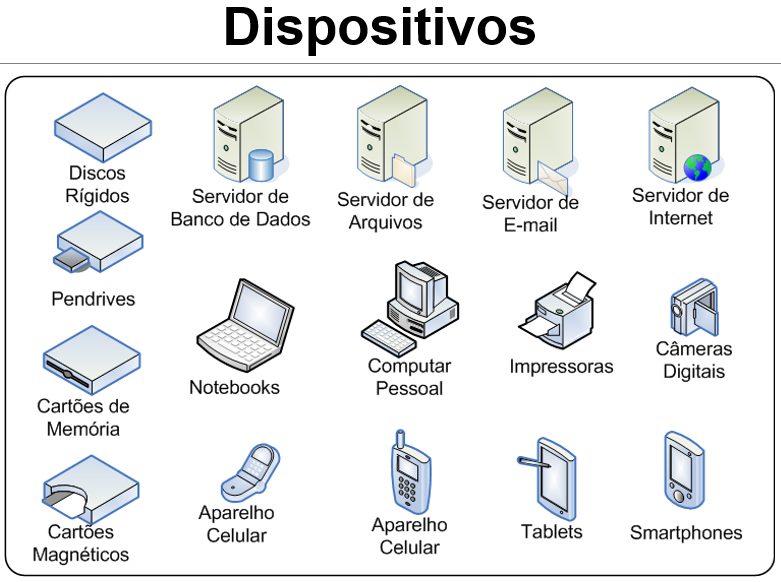 Dispositivos
Discos
Rígidos
Servidor de
Banco de Dados
Servidor de
Arquivos
Servidor de
E-mail
Servidor de
Internet
Pendrives
Notebooks
Computar
Pessoal
Impressoras
Câmeras
Digitais
Cartões de
Memória
Cartões
Magnéticos
Aparelho
Celular
Aparelho
Celular
Tablets
Smartphones